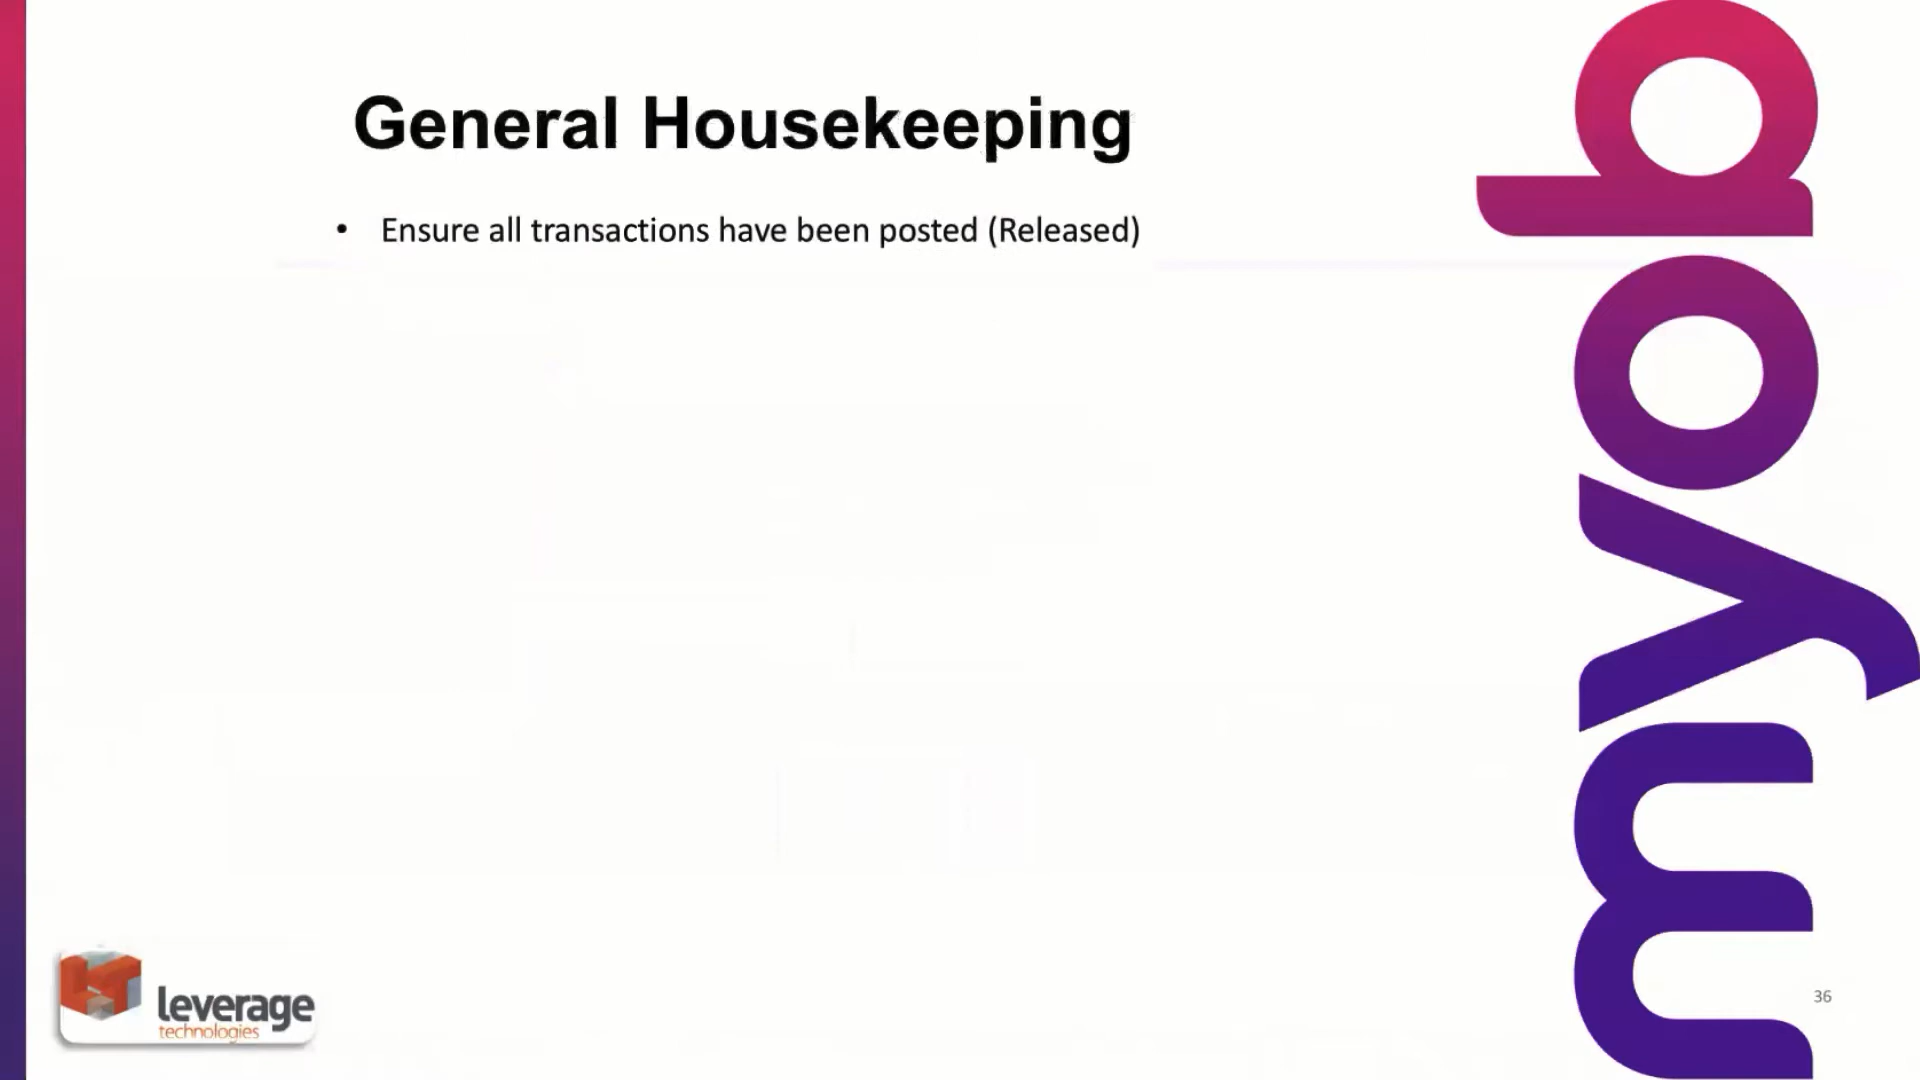 General Housekeeping
• Ensure all transactions have been posted (Released)
myob
leverage
technologies
36